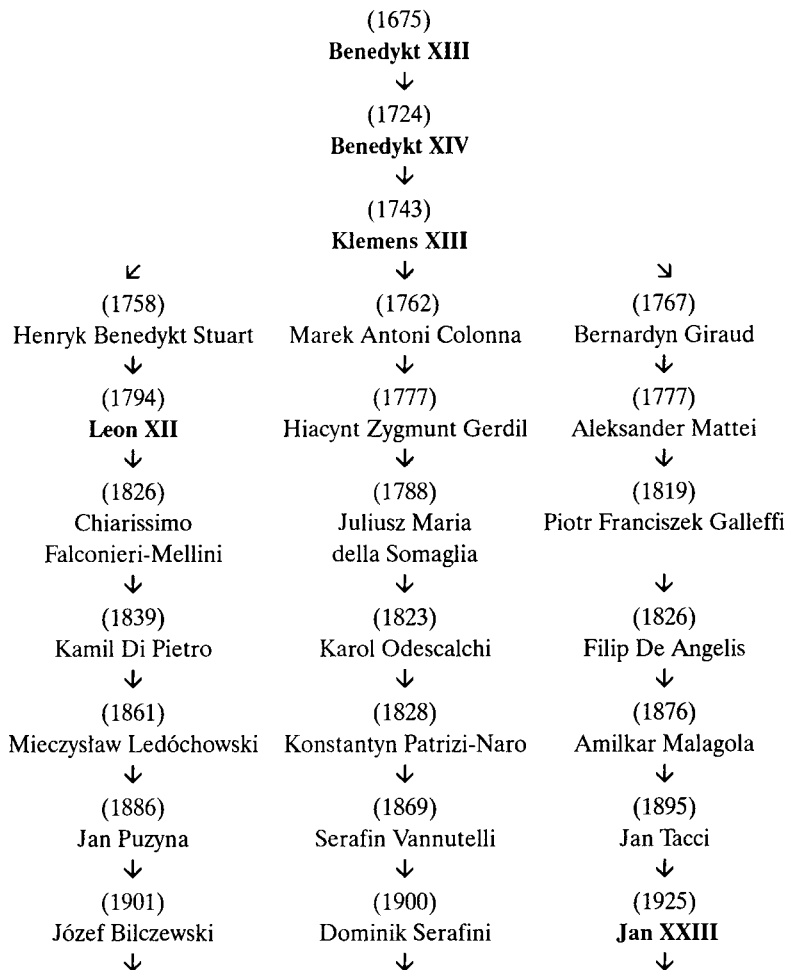 (1675)
Benedykt XIII
↓
(1724)
Benedykt XIV
↓
(1743)
Klemens XIII
↙ ↓ ↘
(1758) (1762) (1767)
Henryk Benedykt Stuart Marek Antoni Colonna Bernardyn Giraud
↓ ↓ ↓
(1794) (1777) (1777)
Leon XII Hiacynt Zygmunt Gerdil Aleksander Mattei
↓ ↓ ↓
(1826) (1788) (1819)
Chiarissimo Juliusz Maria Piotr Franciszek Galleffi
Falconieri-Mellini della Somaglia
↓ ↓ ↓
(1839) (1823) (1826)
Kamil Di Pietro Karol Odescalchi Filip De Angelis
↓ ↓ ↓
(1861) (1828) (1876)
Mieczysław Ledóchowski Konstantyn Patrizi-Naro Amilkar Malagola
↓ ↓ ↓
(1886) (1869) (1895)
Jan Puzyna Serafin Vannutelli Jan Tacci
↓ ↓ ↓
(1901) (1900) (1925)
Józef Bilczewski Dominik Serafini Jan XXIII
↓ ↓ ↓